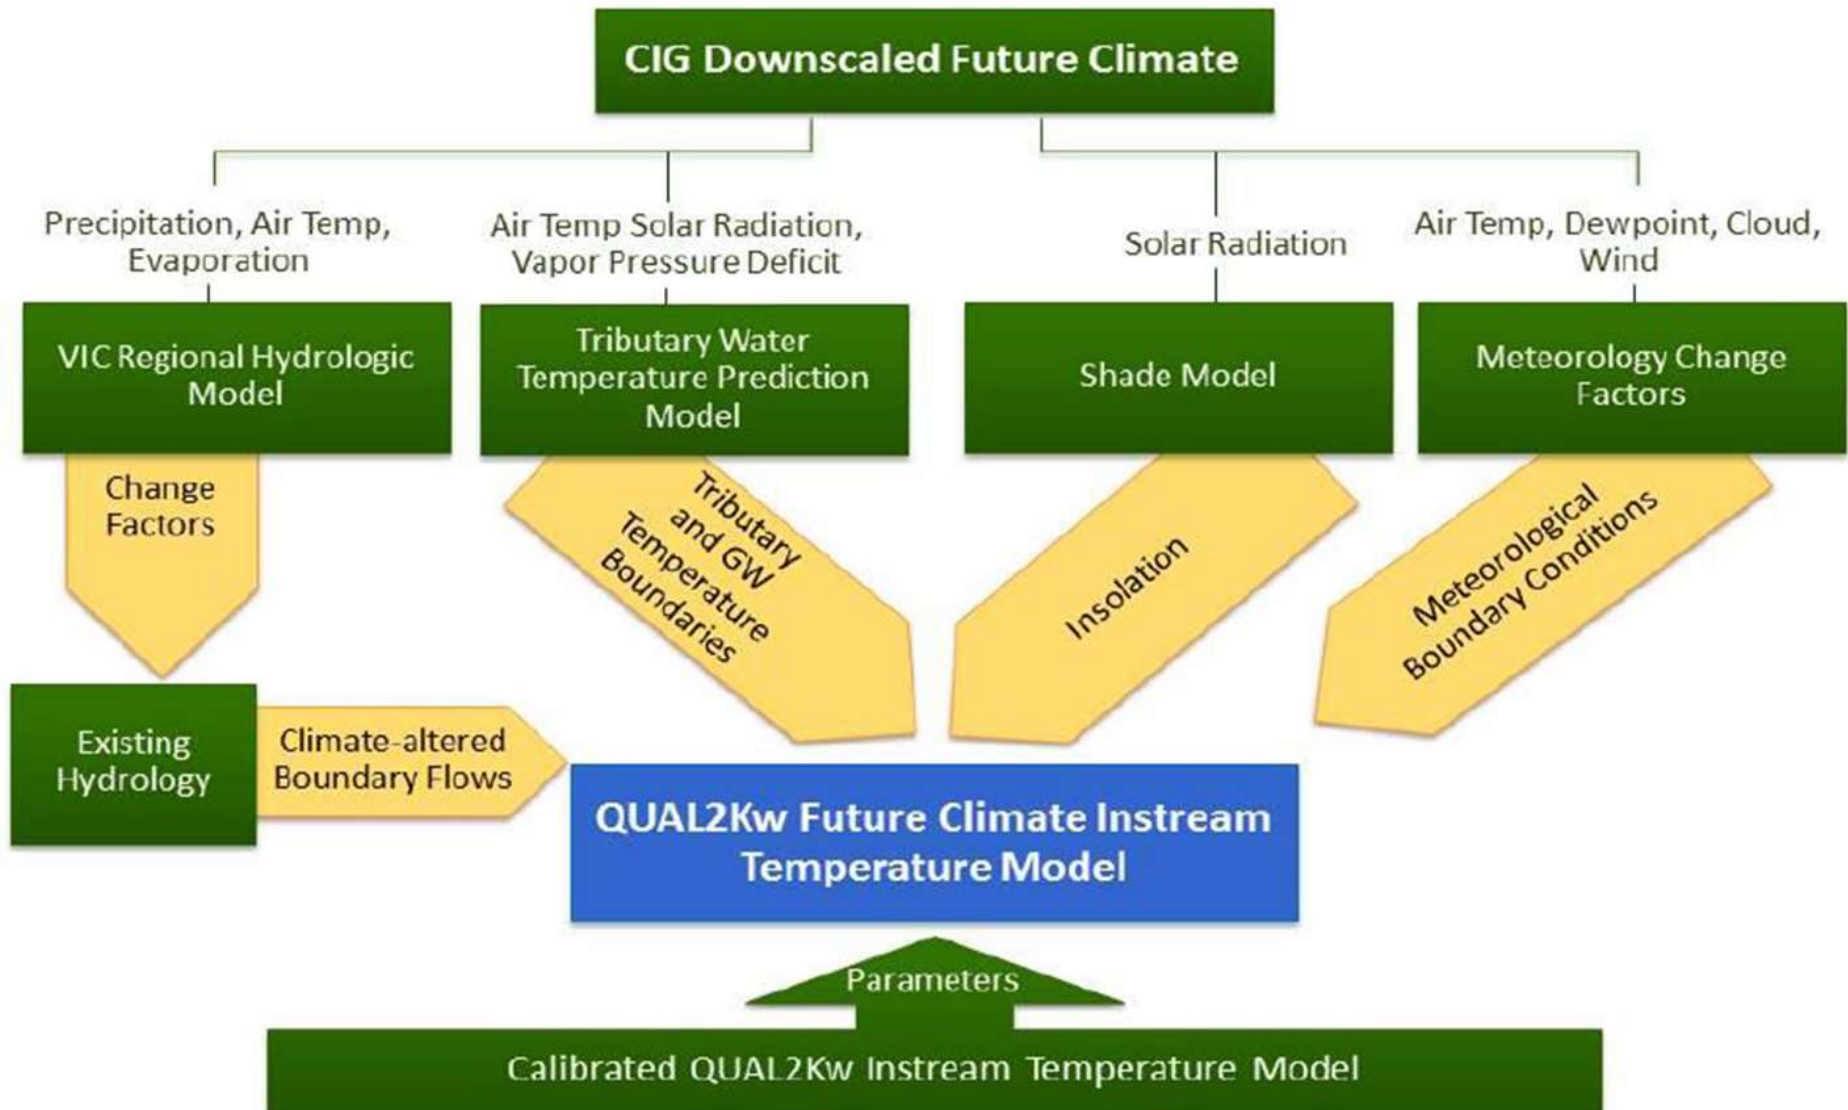 CIG Downscaled Future Climate
Precipitation, Air Temp,
Evaporation
Air Temp Solar Radiation,
Vapor Pressure Deficit
Solar Radiation
Air Temp, Dewpoint, Cloud,
Wind
VIC Regional Hydrologic
Model
Tributary Water
Temperature Prediction
Model
Shade Model
Meteorology Change
Factors
Change
Factors
Tributary
and GW
Temperature
Boundaries
Insolation
Meteorological
Boundary Conditions
Existing
Hydrology
Climate-altered
Boundary Flows
QUAL2Kw Future Climate Instream
Temperature Model
Parameters
Calibrated QUAL2Kw Instream Temperature Model